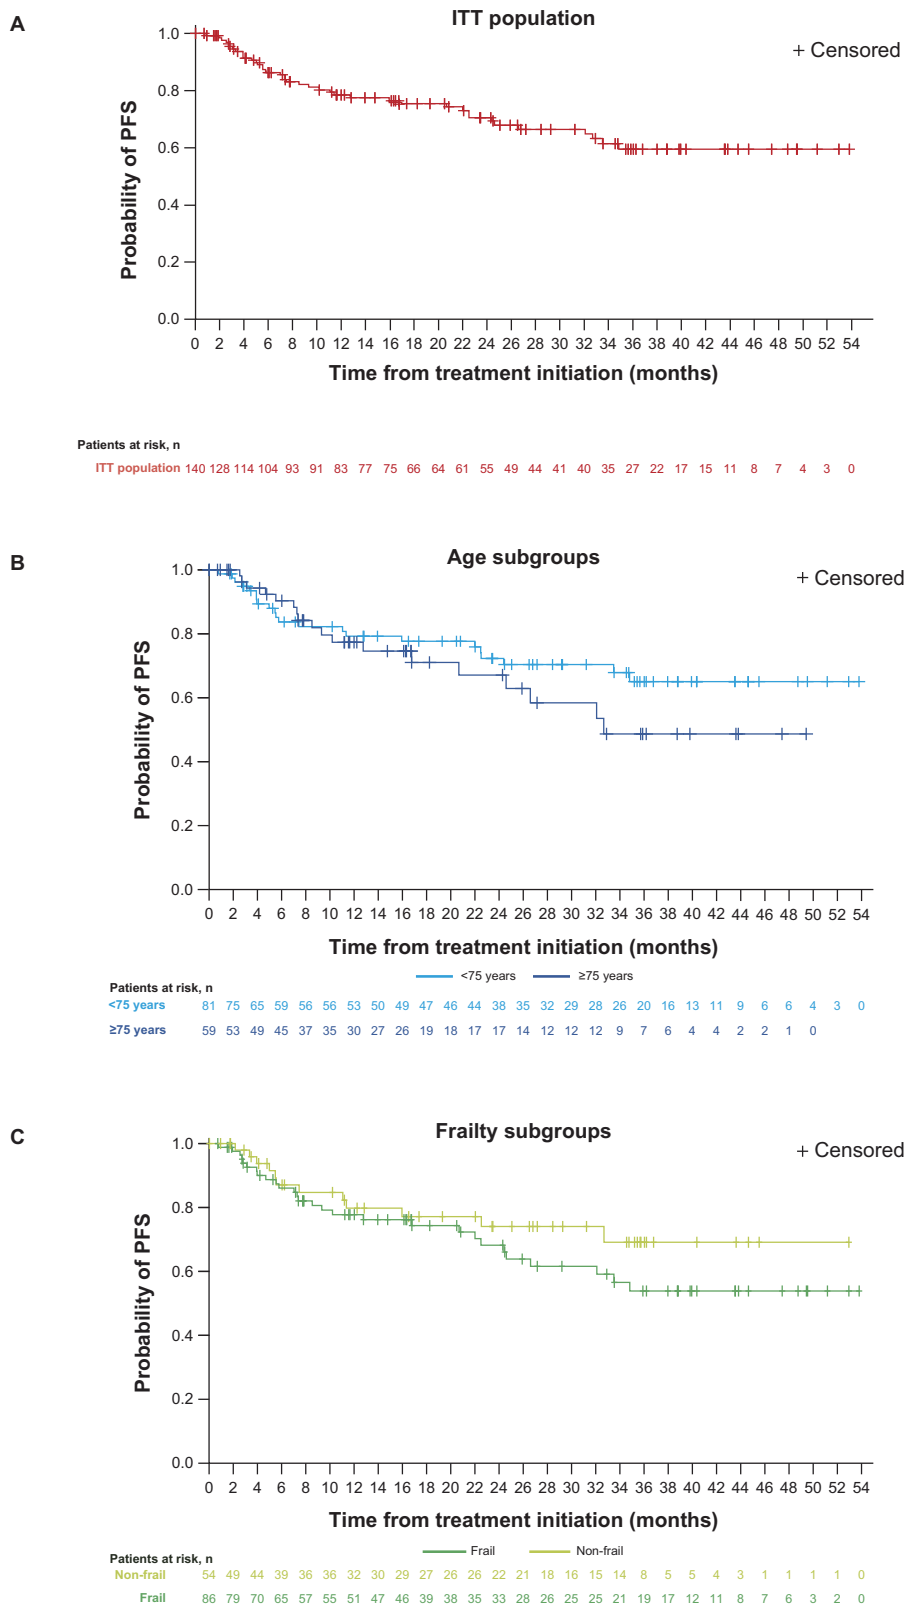 A
ITT population
+ Censored
1.0
0.8
0.6
0.4
0.2
0.0
Probability of PFS
0 2 4 6 8 10 12 14 16 18 20 22 24 26 28 30 32 34 36 38 40 42 44 46 48 50 52 54
Time from treatment initiation (months)
Patients at risk, n
ITT population 140 128 114 104 93 91 83 77 75 66 64 61 55 49 44 41 40 35 27 22 17 15 11 8 7 4 3 0
B
Age subgroups
+ Censored
1.0
0.8
0.6
0.4
0.2
0.0
Probability of PFS
0 2 4 6 8 10 12 14 16 18 20 22 24 26 28 30 32 34 36 38 40 42 44 46 48 50 52 54
Time from treatment initiation (months)
<75 years ≥75 years
Patients at risk, n
<75 years 81 75 65 59 56 56 53 50 49 47 46 44 38 35 32 29 28 26 20 16 13 11 9 6 6 4 3 0
≥75 years 59 53 49 45 37 35 30 27 26 19 18 17 17 14 12 12 12 9 7 6 4 4 2 2 1 0
C
Frailty subgroups
+ Censored
1.0
0.8
0.6
0.4
0.2
0.0
Probability of PFS
0 2 4 6 8 10 12 14 16 18 20 22 24 26 28 30 32 34 36 38 40 42 44 46 48 50 52 54
Time from treatment initiation (months)
Frail Non-frail
Patients at risk, n
Non-frail 54 49 44 39 36 36 32 30 29 27 26 26 22 21 18 16 15 14 8 5 5 4 3 1 1 1 1 0
Frail 86 79 70 65 57 55 51 47 46 39 38 35 33 28 26 25 25 21 19 17 12 11 8 7 6 3 2 0